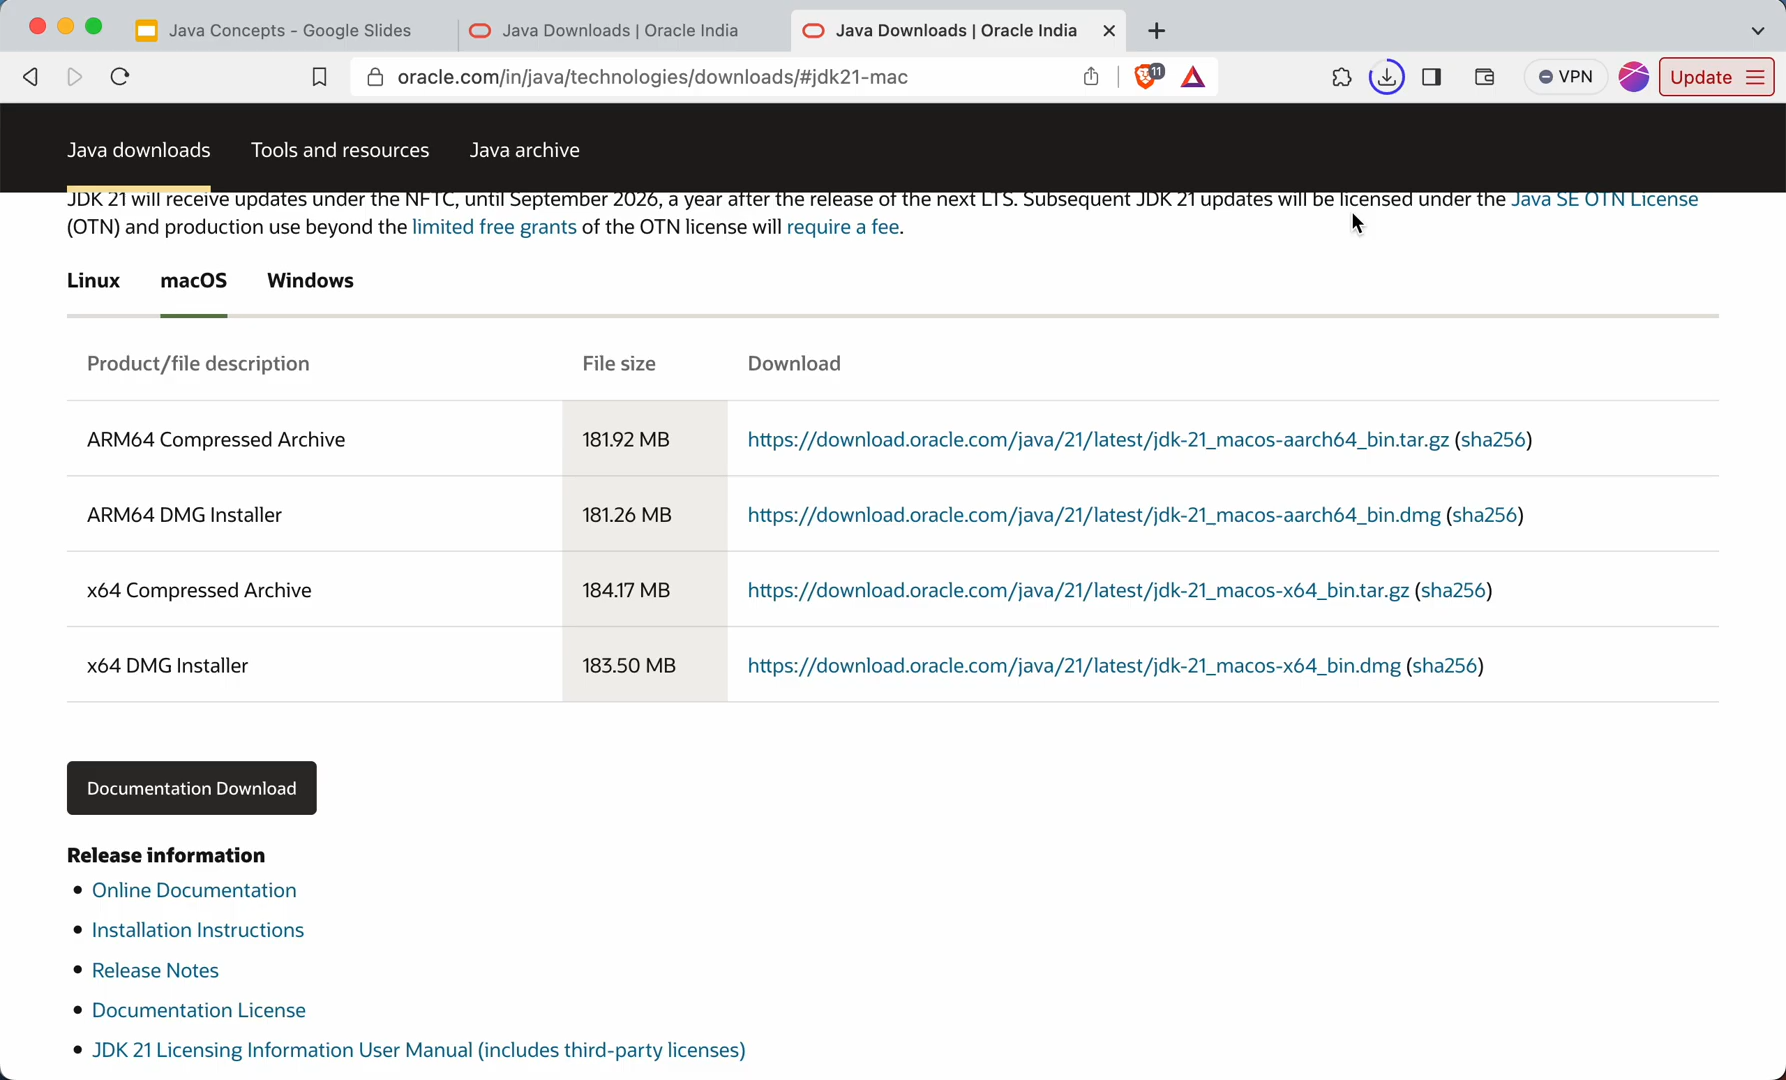 Java Concepts - Google Slides
Java Downloads | Oracle India
Java Downloads | Oracle India
oracle.com/in/java/technologies/downloads/#jdk21-mac
11
VPN
Update
Java downloads Tools and resources Java archive
JDK 21 will receive updates under the NFTC, until September 2026, a year after the release of the next LTS. Subsequent JDK 21 updates will be licensed under the Java SE OTN License
(OTN) and production use beyond the limited free grants of the OTN license will require a fee.
Linux macOS Windows
Product/file description File size Download
ARM64 Compressed Archive 181.92 MB https://download.oracle.com/java/21/latest/jdk-21_macos-aarch64_bin.tar.gz (sha256)
ARM64 DMG Installer 181.26 MB https://download.oracle.com/java/21/latest/jdk-21_macos-aarch64_bin.dmg (sha256)
x64 Compressed Archive 184.17 MB https://download.oracle.com/java/21/latest/jdk-21_macos-x64_bin.tar.gz (sha256)
x64 DMG Installer 183.50 MB https://download.oracle.com/java/21/latest/jdk-21_macos-x64_bin.dmg (sha256)
Documentation Download
Release information
• Online Documentation
• Installation Instructions
• Release Notes
• Documentation License
• JDK 21 Licensing Information User Manual (includes third-party licenses)